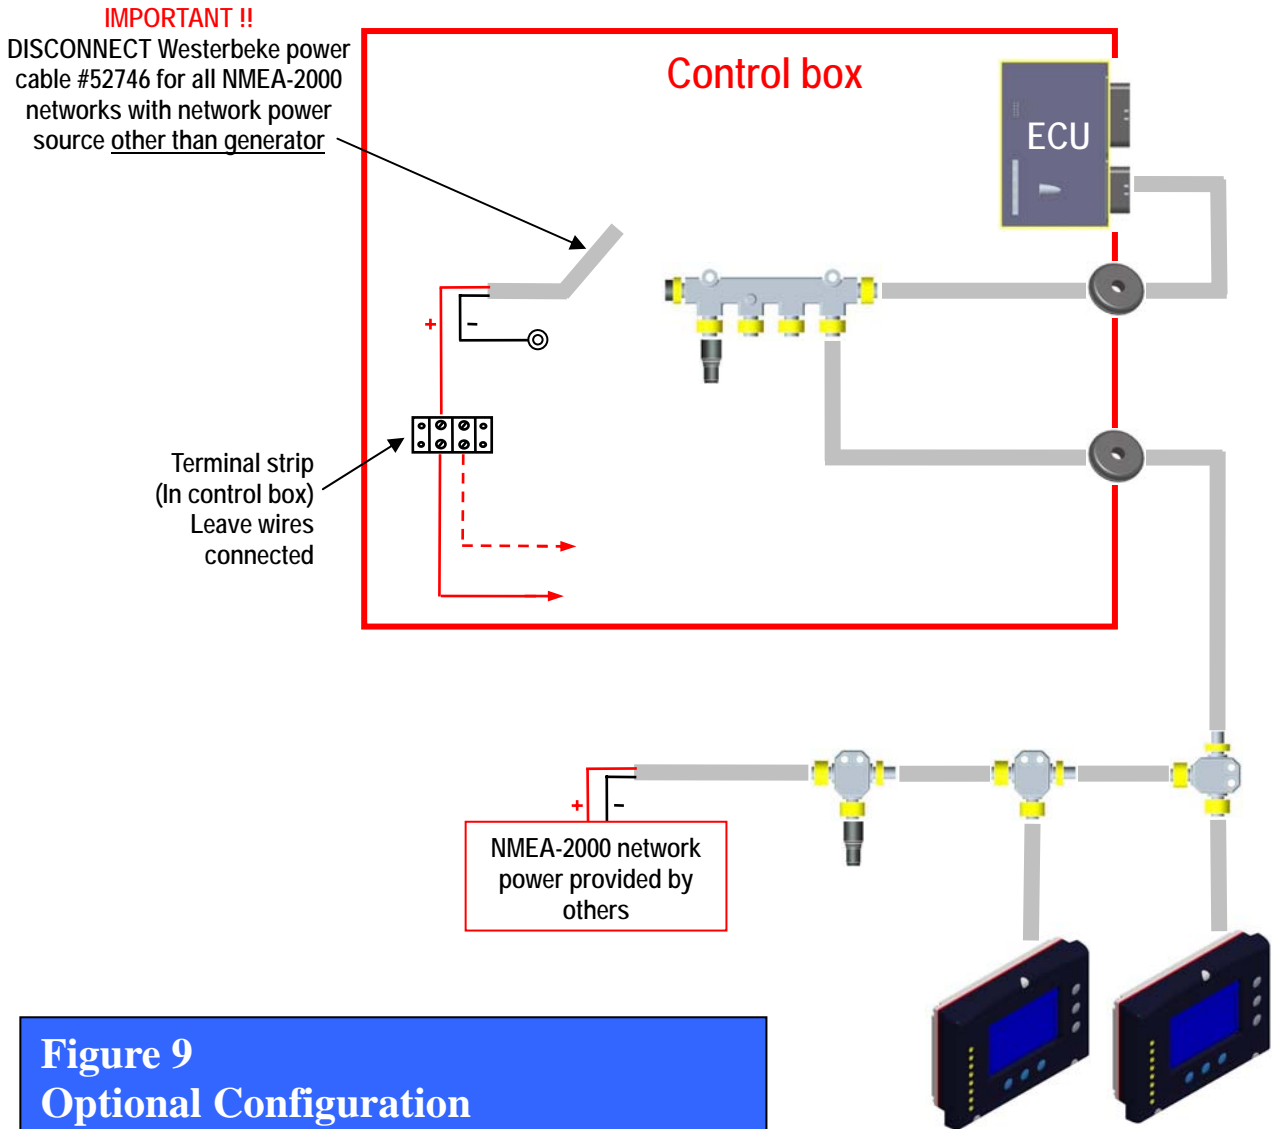 IMPORTANT !!
DISCONNECT Westerbeke power
cable #52746 for all NMEA-2000
networks with network power
source other than generator
Control box
ECU
+
-
Terminal strip
(In control box)
Leave wires
connected
+
-
NMEA-2000 network
power provided by
others
Figure 9
Optional Configuration